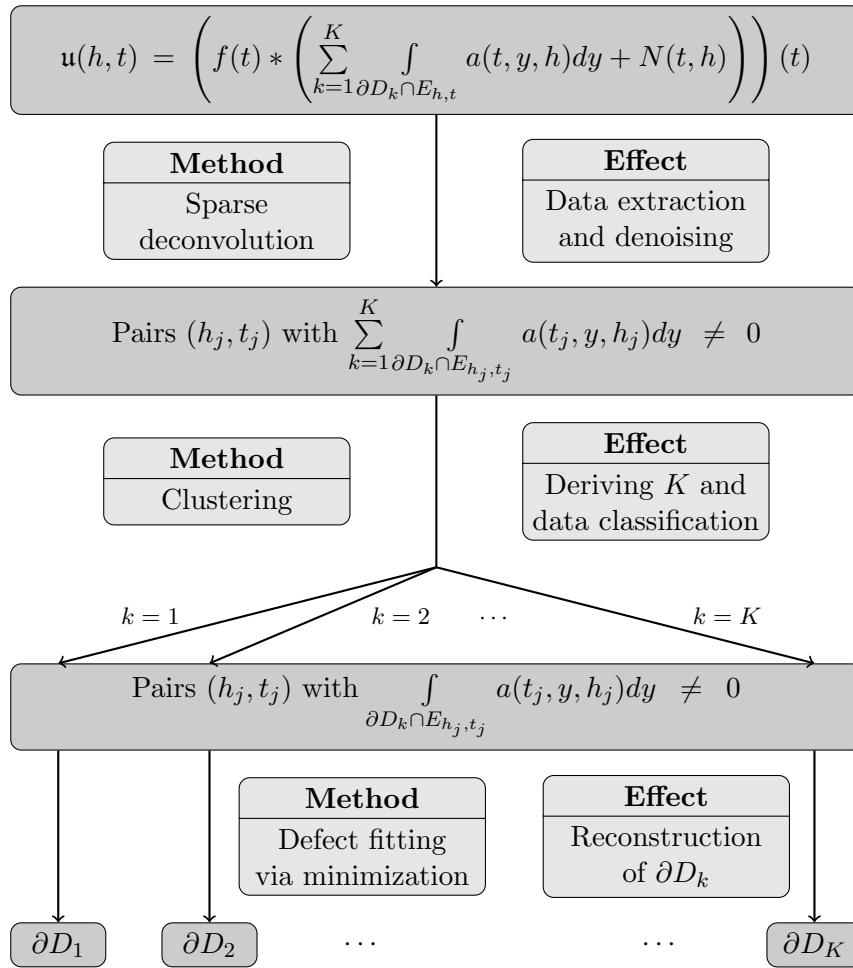 𝔲(h, t) = ( f(t) ∗ ( ∑_{k=1}^{K} ∫_{∂D_k∩E_{h,t}} a(t, y, h)dy + N(t, h) ) ) (t)
Method
Sparse
deconvolution
Effect
Data extraction
and denoising
Pairs (h_j, t_j) with ∑_{k=1}^{K} ∫_{∂D_k∩E_{h_j,t_j}} a(t_j, y, h_j)dy ≠ 0
Method
Clustering
Effect
Deriving K and
data classification
k = 1 k = 2 ⋯ k = K
Pairs (h_j, t_j) with ∫_{∂D_k∩E_{h_j,t_j}} a(t_j, y, h_j)dy ≠ 0
Method
Defect fitting
via minimization
Effect
Reconstruction
of ∂D_k
∂D_1 ∂D_2 ⋯ ⋯ ∂D_K